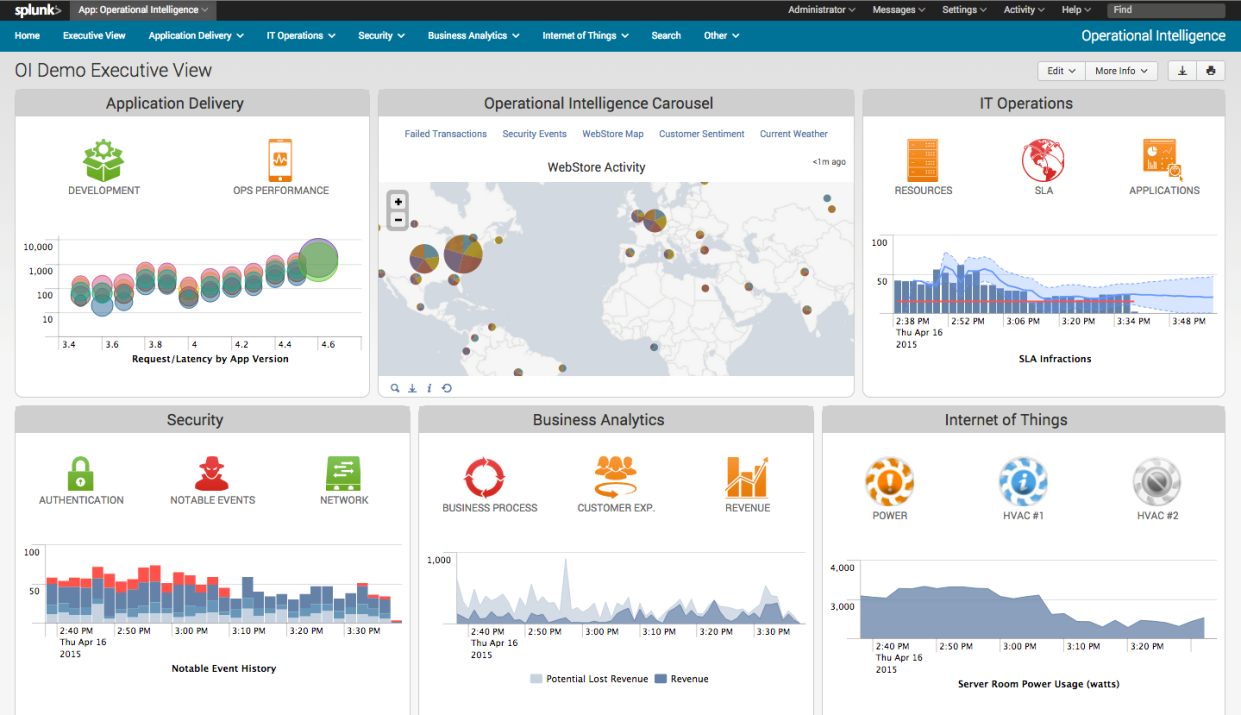 splunk> App: Operational Intelligence Administrator Messages Settings Activity Help Find
Home Executive View Application Delivery IT Operations Security Business Analytics Internet of Things Search Other Operational Intelligence
OI Demo Executive View Edit More Info
Application Delivery
DEVELOPMENT OPS PERFORMANCE
10,000
1,000
100
10
3.4 3.6 3.8 4 4.2 4.4 4.6
Request/Latency by App Version
Operational Intelligence Carousel
Failed Transactions Security Events WebStore Map Customer Sentiment Current Weather
WebStore Activity <1m ago
+
-
IT Operations
RESOURCES SLA APPLICATIONS
100
50
2:38 PM 2:52 PM 3:06 PM 3:20 PM 3:34 PM 3:48 PM
Thu Apr 16
2015
SLA Infractions
Security
AUTHENTICATION NOTABLE EVENTS NETWORK
100
50
2:40 PM 2:50 PM 3:00 PM 3:10 PM 3:20 PM 3:30 PM
Thu Apr 16
2015
Notable Event History
Business Analytics
BUSINESS PROCESS CUSTOMER EXP. REVENUE
1,000
2:40 PM 2:50 PM 3:00 PM 3:10 PM 3:20 PM 3:30 PM
Thu Apr 16
2015
Potential Lost Revenue Revenue
Internet of Things
POWER HVAC #1 HVAC #2
4,000
3,000
2:40 PM 2:50 PM 3:00 PM 3:10 PM 3:20 PM
Thu Apr 16
2015
Server Room Power Usage (watts)